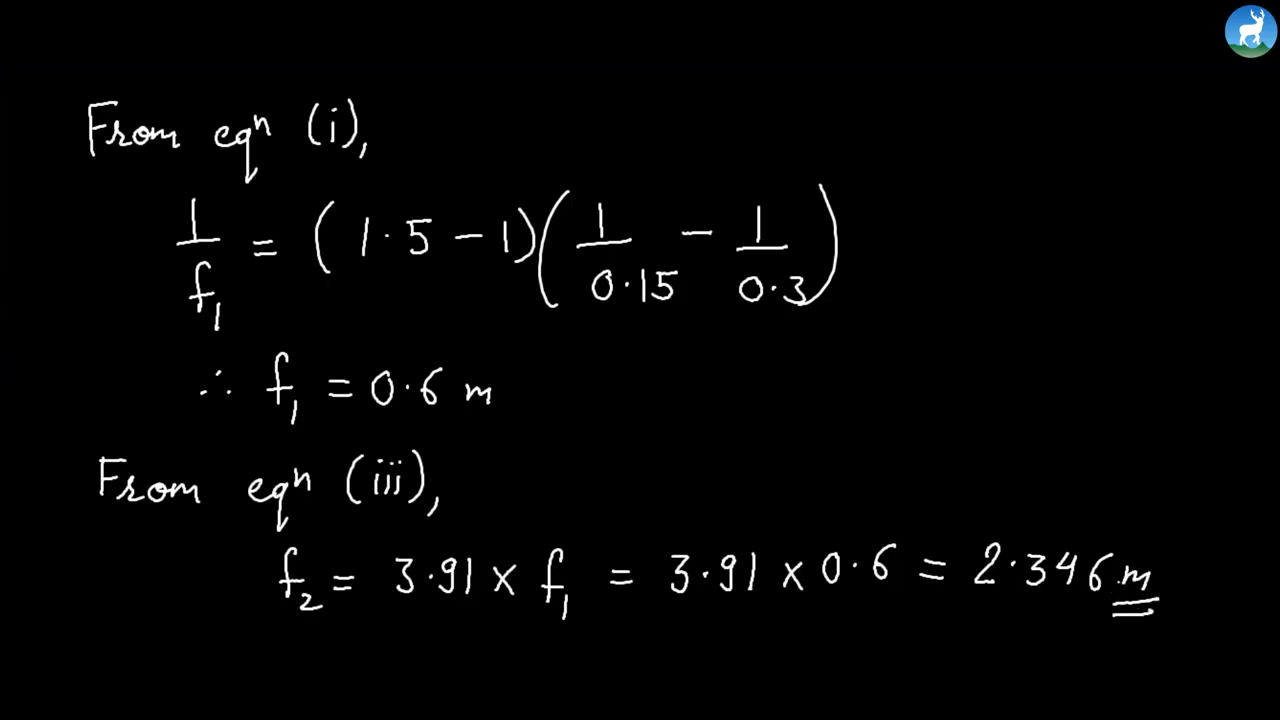 From eqⁿ (i),
1/f₁ = (1.5 − 1)(1/0.15 − 1/0.3)
∴ f₁ = 0.6 m
From eqⁿ (iii),
f₂ = 3.91 × f₁ = 3.91 × 0.6 = 2.346 m